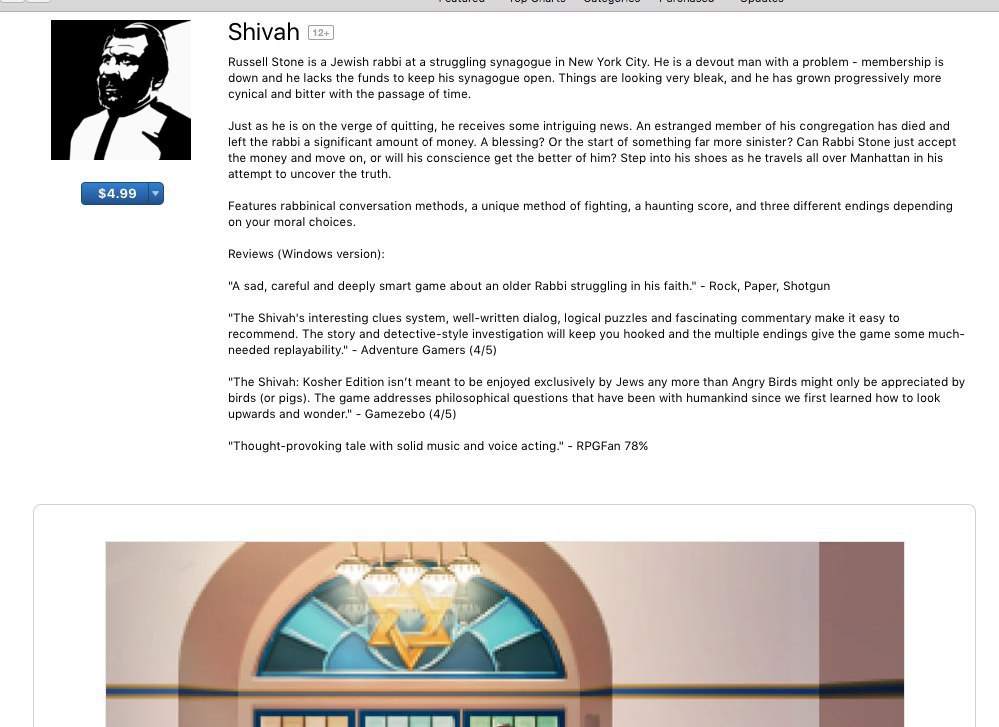 Featured Top Charts Categories Purchased Updates
Shivah 12+
Russell Stone is a Jewish rabbi at a struggling synagogue in New York City. He is a devout man with a problem - membership is
down and he lacks the funds to keep his synagogue open. Things are looking very bleak, and he has grown progressively more
cynical and bitter with the passage of time.
Just as he is on the verge of quitting, he receives some intriguing news. An estranged member of his congregation has died and
left the rabbi a significant amount of money. A blessing? Or the start of something far more sinister? Can Rabbi Stone just accept
the money and move on, or will his conscience get the better of him? Step into his shoes as he travels all over Manhattan in his
attempt to uncover the truth.
$4.99
Features rabbinical conversation methods, a unique method of fighting, a haunting score, and three different endings depending
on your moral choices.
Reviews (Windows version):
"A sad, careful and deeply smart game about an older Rabbi struggling in his faith." - Rock, Paper, Shotgun
"The Shivah's interesting clues system, well-written dialog, logical puzzles and fascinating commentary make it easy to
recommend. The story and detective-style investigation will keep you hooked and the multiple endings give the game some much-
needed replayability." - Adventure Gamers (4/5)
"The Shivah: Kosher Edition isn’t meant to be enjoyed exclusively by Jews any more than Angry Birds might only be appreciated by
birds (or pigs). The game addresses philosophical questions that have been with humankind since we first learned how to look
upwards and wonder." - Gamezebo (4/5)
"Thought-provoking tale with solid music and voice acting." - RPGFan 78%